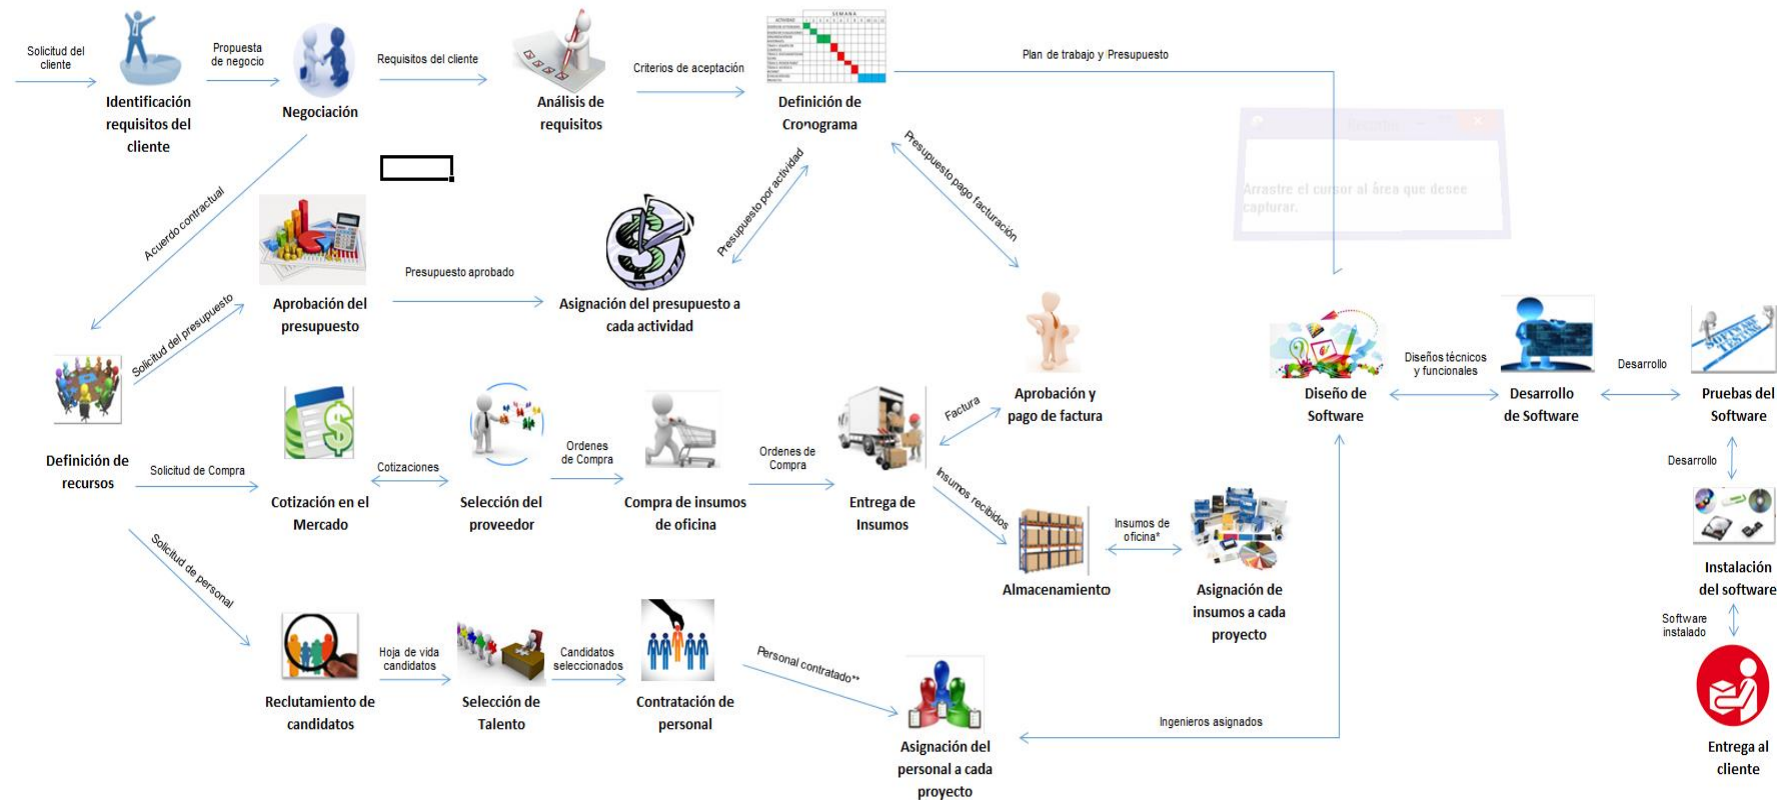 Solicitud del
cliente
Identificación
requisitos del
cliente
Propuesta
de negocio
Negociación
Requisitos del cliente
Análisis de
requisitos
Criterios de aceptación
SEMANA
ACTIVIDAD
Definición de
Cronograma
Plan de trabajo y Presupuesto
Arrastre el cursor al área que desee
capturar.
Acuerdo contractual
Presupuesto por actividad
Presupuesto pago facturación
Solicitud del presupuesto
Aprobación del
presupuesto
Presupuesto aprobado
Asignación del presupuesto a
cada actividad
Aprobación y
pago de factura
Factura
Diseño de
Software
Diseños técnicos
y funcionales
Desarrollo
de Software
Desarrollo
SOFTWARE
TESTING
Pruebas del
Software
Definición de
recursos
Solicitud de Compra
Cotización en el
Mercado
Cotizaciones
Selección del
proveedor
Ordenes
de Compra
Compra de insumos
de oficina
Ordenes de
Compra
Entrega de
Insumos
Insumos recibidos
Almacenamiento
Insumos de
oficina*
Asignación de
insumos a cada
proyecto
Desarrollo
Instalación
del software
Software
instalado
Entrega al
cliente
Solicitud de personal
Reclutamiento de
candidatos
Hoja de vida
candidatos
Selección de
Talento
Candidatos
seleccionados
Contratación de
personal
Personal contratado**
Asignación del
personal a cada
proyecto
Ingenieros asignados